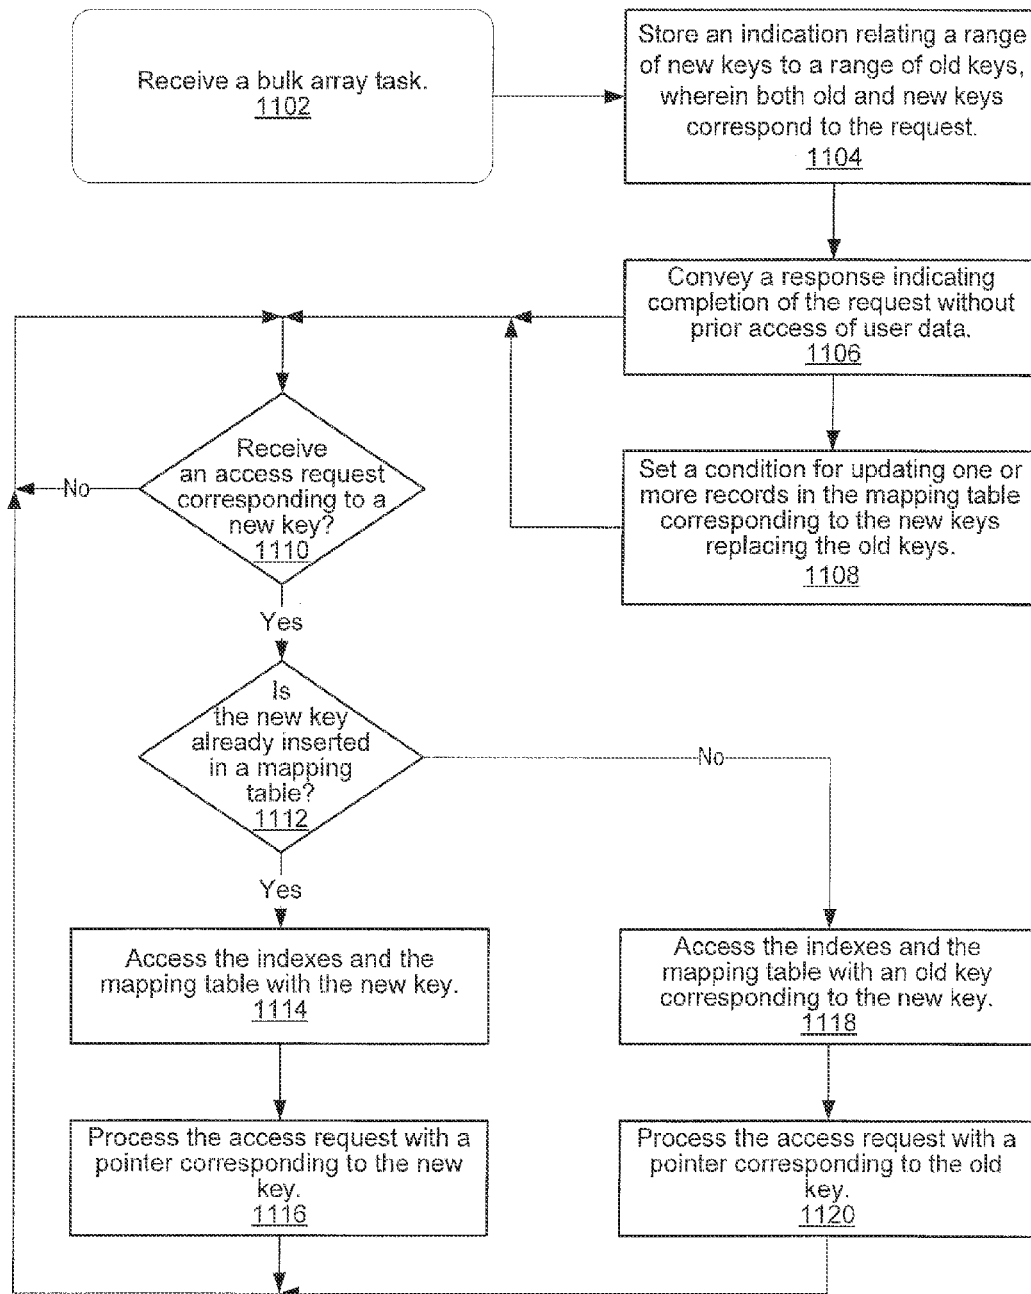 Receive a bulk array task.
1102
Store an indication relating a range
of new keys to a range of old keys,
wherein both old and new keys
correspond to the request.
1104
Convey a response indicating
completion of the request without
prior access of user data.
1106
Set a condition for updating one or
more records in the mapping table
corresponding to the new keys
replacing the old keys.
1108
Receive
an access request
corresponding to a
new key?
1110
No
Yes
Is
the new key
already inserted
in a mapping
table?
1112
No
Yes
Access the indexes and the
mapping table with the new key.
1114
Access the indexes and the
mapping table with an old key
corresponding to the new key.
1118
Process the access request with a
pointer corresponding to the new
key.
1116
Process the access request with a
pointer corresponding to the old
key.
1120